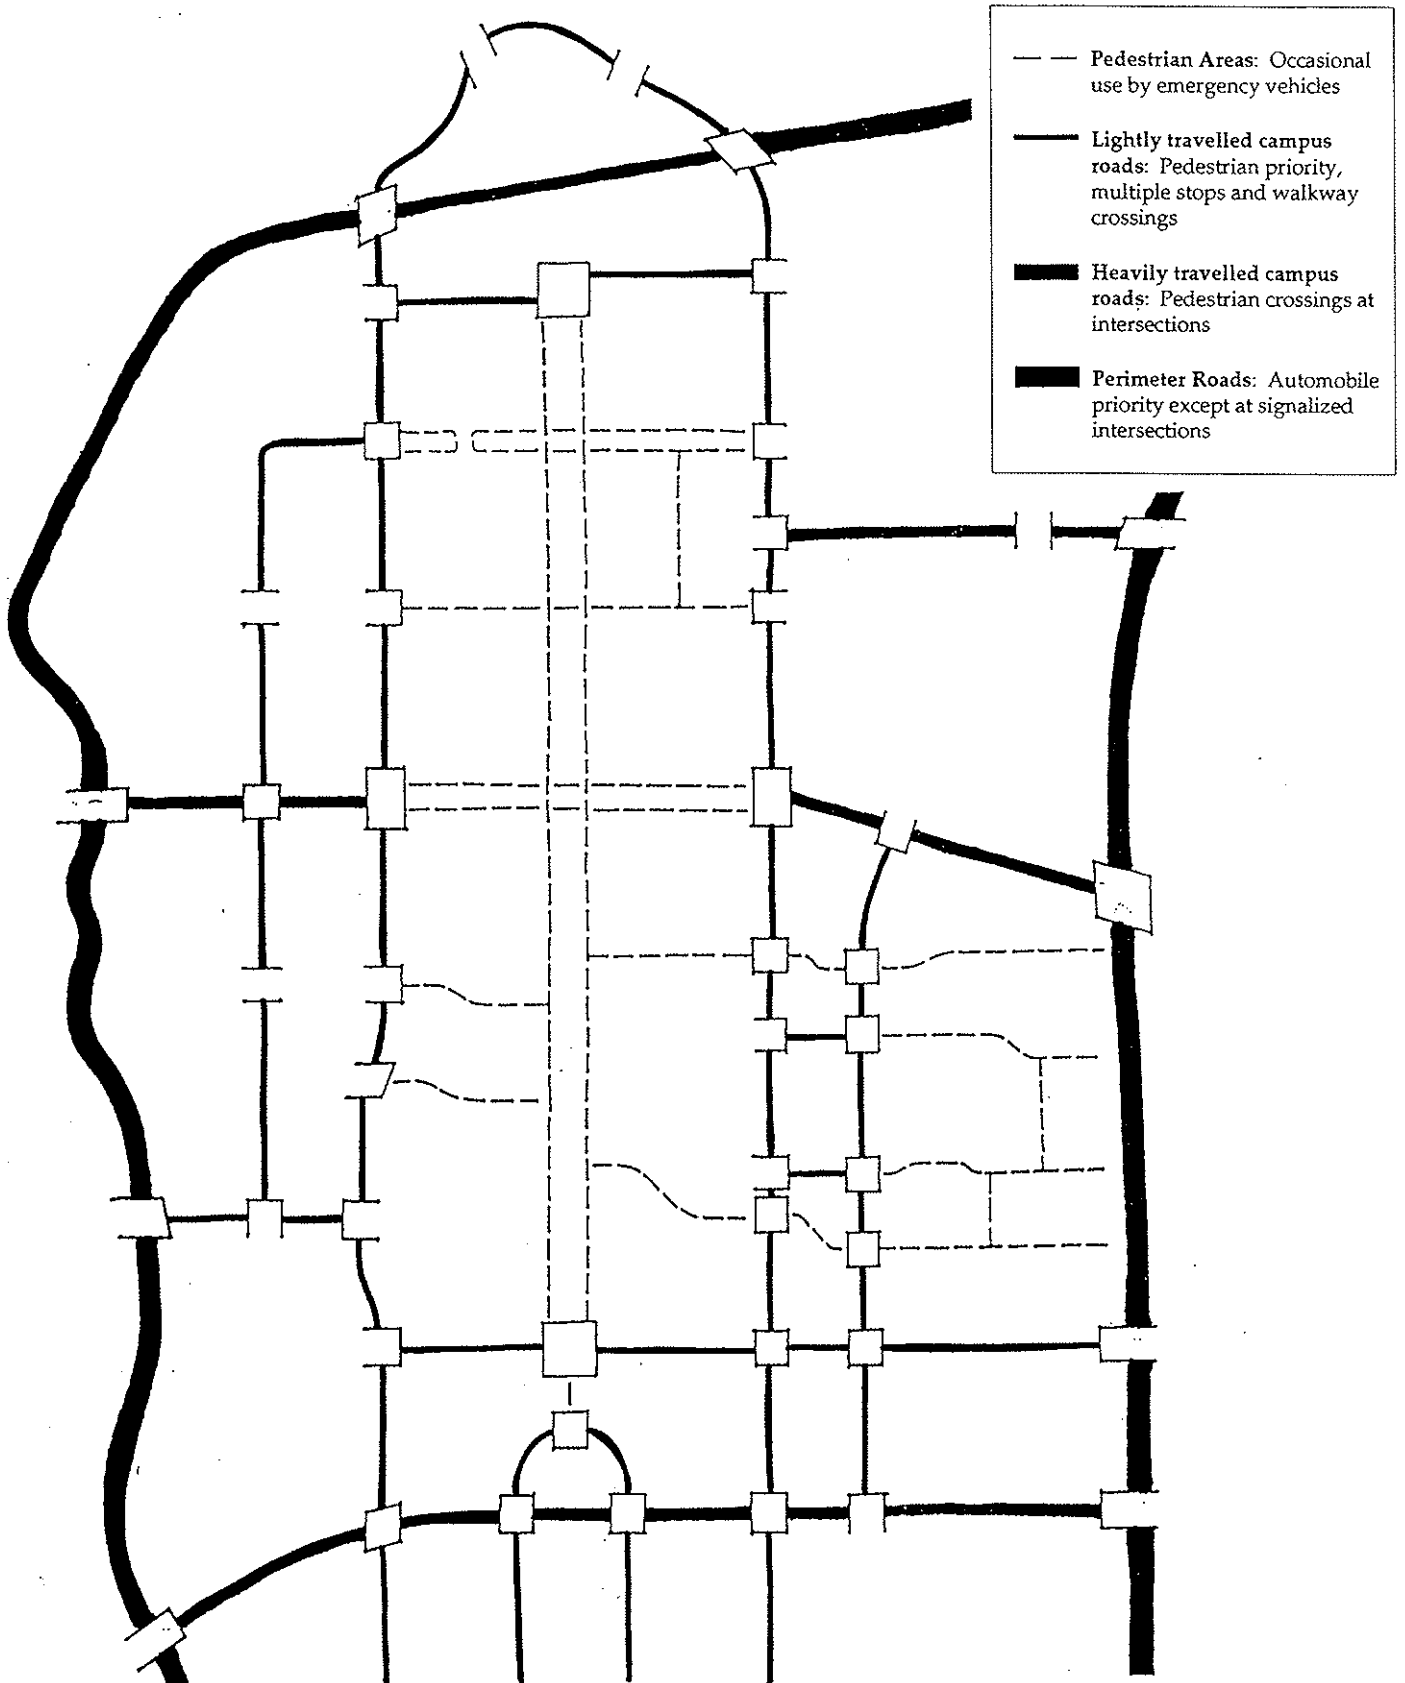 Pedestrian Areas: Occasional
use by emergency vehicles
Lightly travelled campus
roads: Pedestrian priority,
multiple stops and walkway
crossings
Heavily travelled campus
roads: Pedestrian crossings at
intersections
Perimeter Roads: Automobile
priority except at signalized
intersections